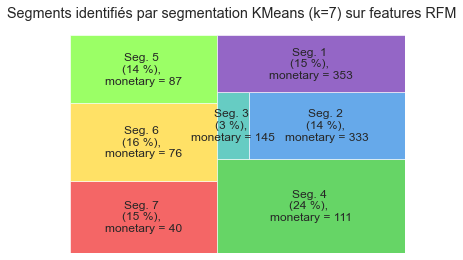 Segments identifiés par segmentation KMeans (k=7) sur features RFM
Seg. 5
(14 %),
monetary = 87
Seg. 1
(15 %),
monetary = 353
Seg. 6
(16 %),
monetary = 76
Seg. 3
(3 %),
monetary = 145
Seg. 2
(14 %),
monetary = 333
Seg. 7
(15 %),
monetary = 40
Seg. 4
(24 %),
monetary = 111